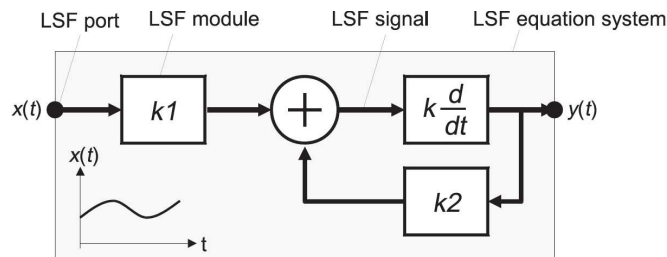 LSF port
LSF module
LSF signal
LSF equation system
x(t)
k1
+
k d/dt
y(t)
k2
x(t)
t